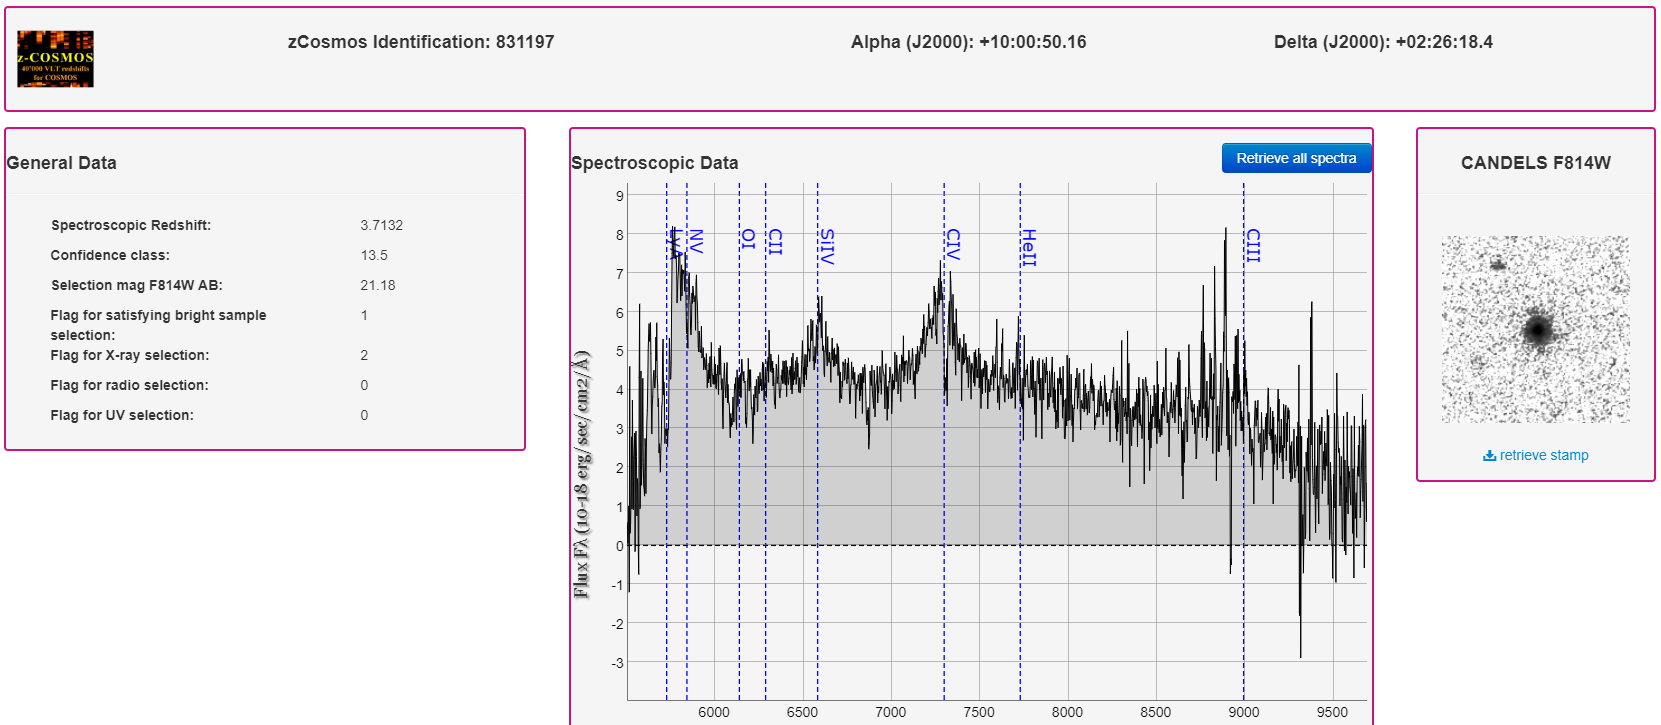 z-COSMOS
40'000 VLT redshifts
for COSMOS
zCosmos Identification: 831197
Alpha (J2000): +10:00:50.16
Delta (J2000): +02:26:18.4
General Data
Spectroscopic Redshift: 3.7132
Confidence class: 13.5
Selection mag F814W AB: 21.18
Flag for satisfying bright sample 1
selection:
Flag for X-ray selection: 2
Flag for radio selection: 0
Flag for UV selection: 0
Spectroscopic Data
Retrieve all spectra
Flux Fλ (10-18 erg/sec/cm2/Å)
9
8
7
6
5
4
3
2
1
0
-1
-2
-3
LyA
NV
OI
CII
SiIV
CIV
HeII
CIII
6000
6500
7000
7500
8000
8500
9000
9500
CANDELS F814W
retrieve stamp